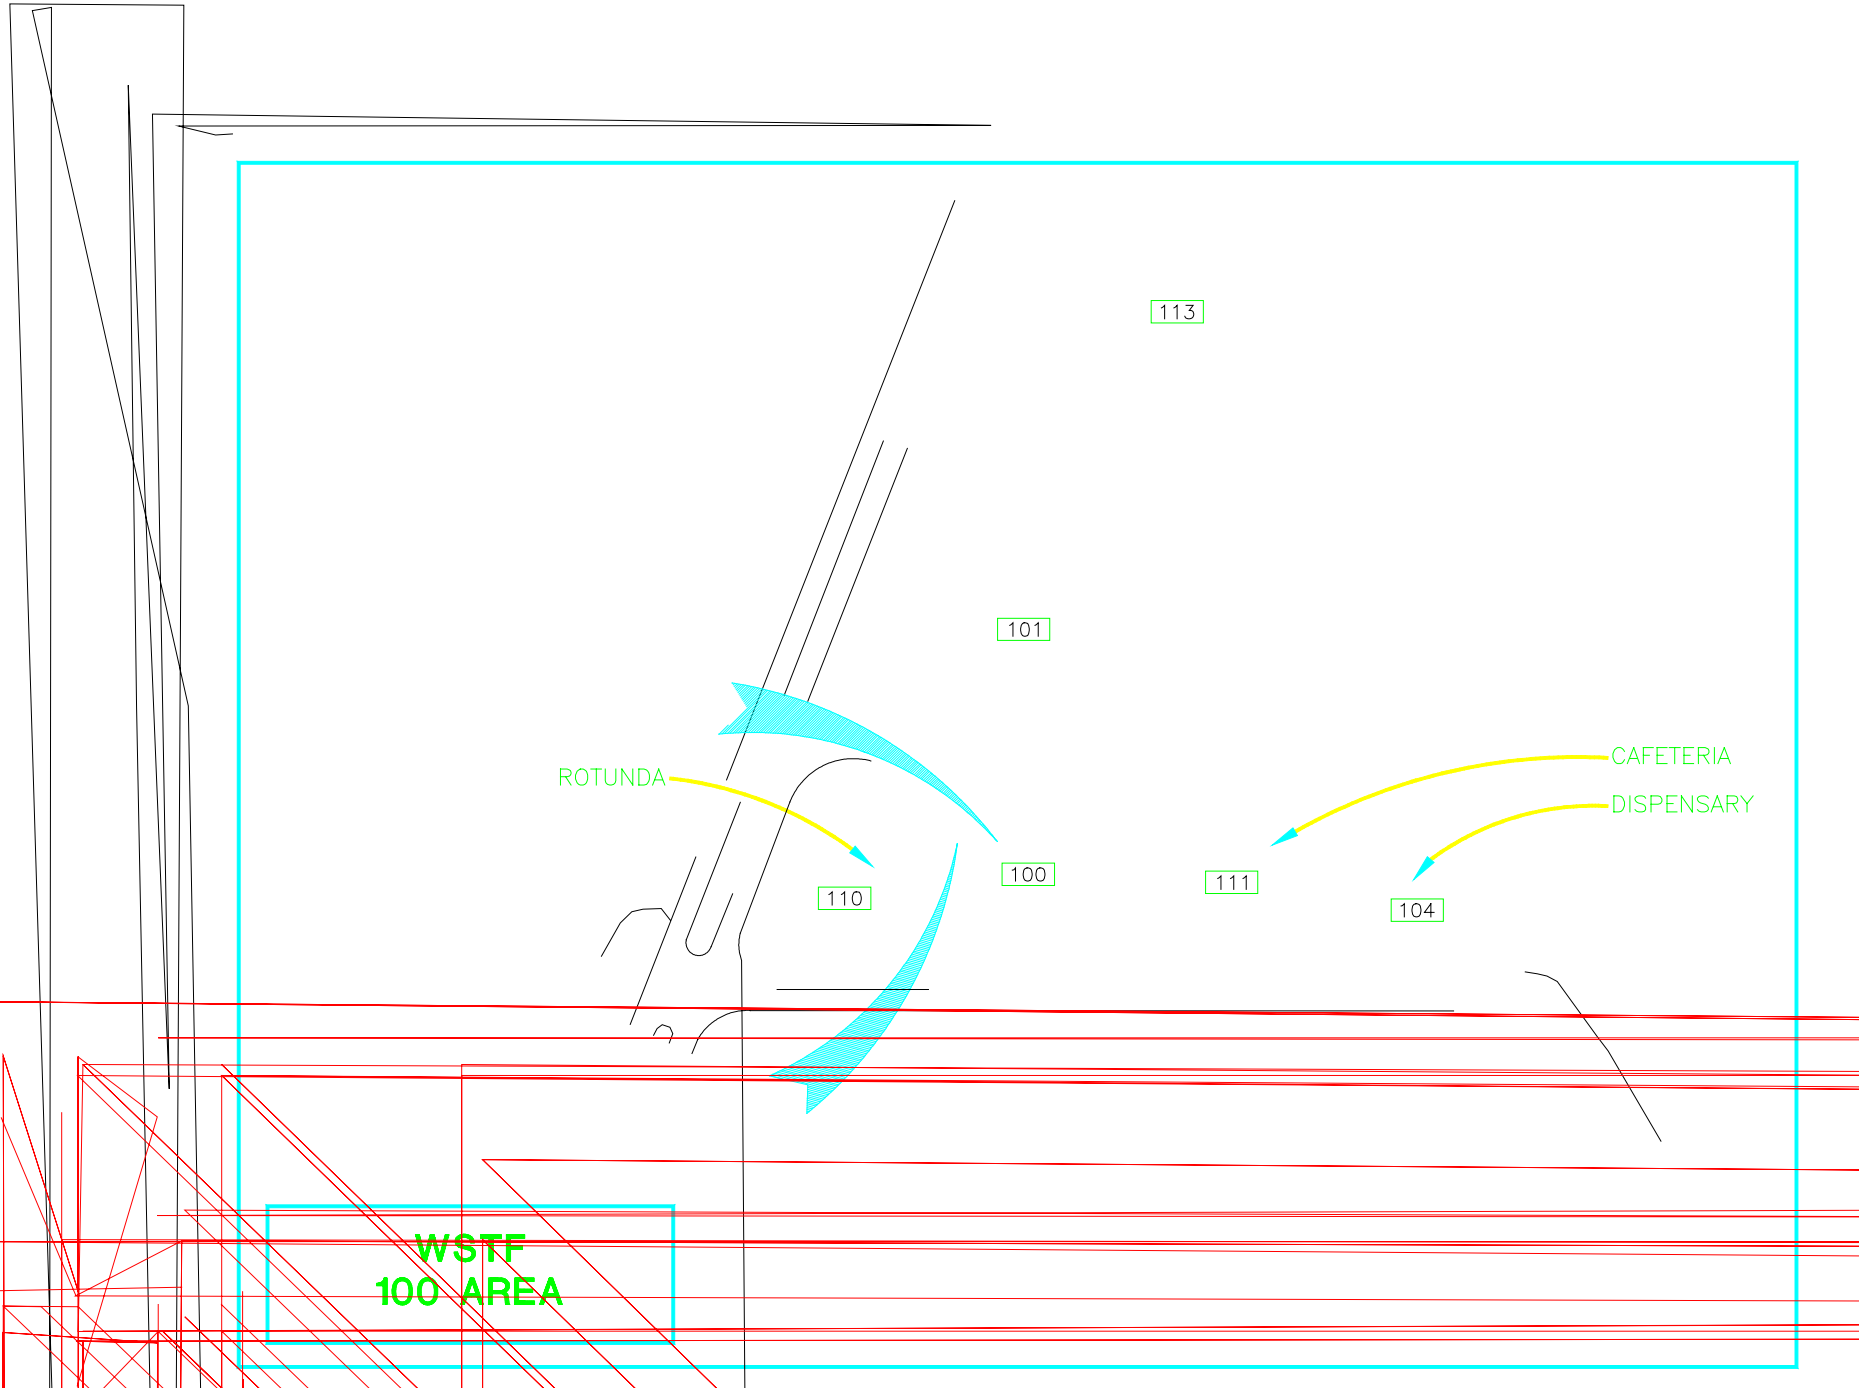 113
101
CAFETERIA
ROTUNDA
DISPENSARY
100
111
110
104
WSTF
100 AREA